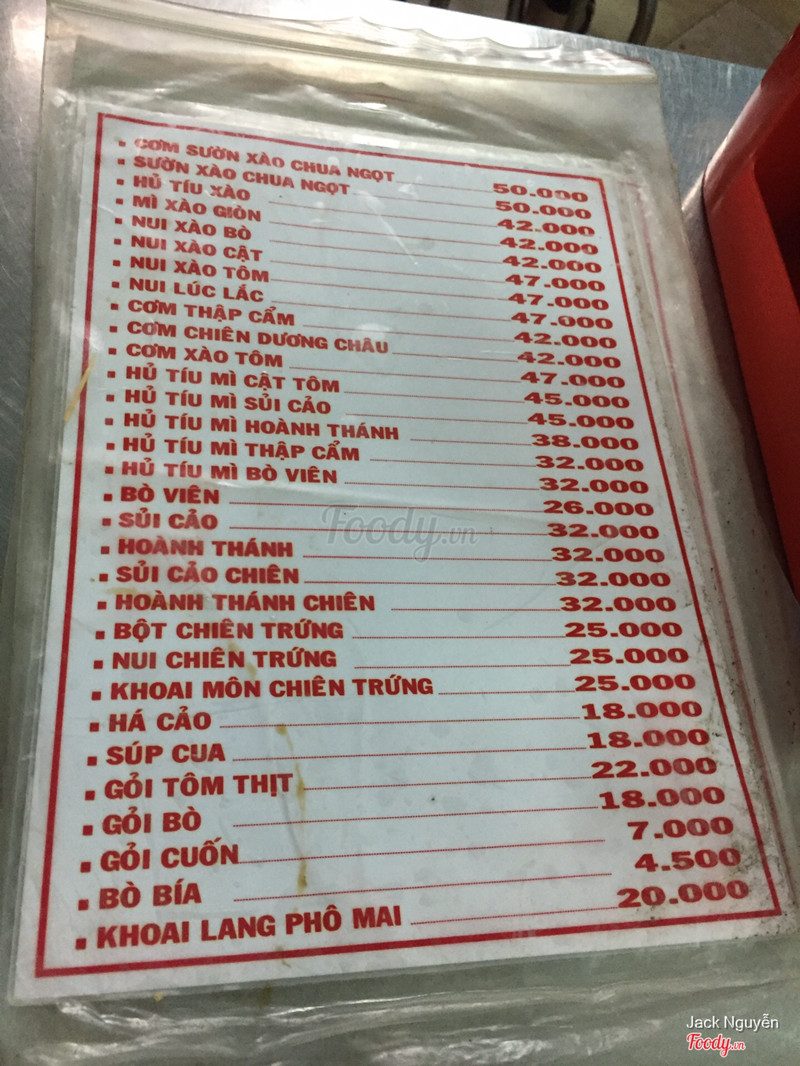 ▪ CƠM SƯỜN XÀO CHUA NGỌT 50.000
▪ SƯỜN XÀO CHUA NGỌT 50.000
▪ HỦ TÍU XÀO 42.000
▪ MÌ XÀO GIÒN 42.000
▪ NUI XÀO BÒ 42.000
▪ NUI XÀO CẬT 47.000
▪ NUI XÀO TÔM 47.000
▪ NUI LÚC LẮC 47.000
▪ CƠM THẬP CẨM 42.000
▪ CƠM CHIÊN DƯƠNG CHÂU 42.000
▪ CƠM XÀO TÔM 47.000
▪ HỦ TÍU MÌ CẬT TÔM 45.000
▪ HỦ TÍU MÌ SỦI CẢO 45.000
▪ HỦ TÍU MÌ HOÀNH THÁNH 38.000
▪ HỦ TÍU MÌ THẬP CẨM 32.000
▪ HỦ TÍU MÌ BÒ VIÊN 32.000
▪ BÒ VIÊN 26.000
▪ SỦI CẢO 32.000
▪ HOÀNH THÁNH 32.000
▪ SỦI CẢO CHIÊN 32.000
▪ HOÀNH THÁNH CHIÊN 32.000
▪ BỘT CHIÊN TRỨNG 25.000
▪ NUI CHIÊN TRỨNG 25.000
▪ KHOAI MÔN CHIÊN TRỨNG 25.000
▪ HÁ CẢO 18.000
▪ SÚP CUA 18.000
▪ GỎI TÔM THỊT 22.000
▪ GỎI BÒ 18.000
▪ GỎI CUỐN 7.000
▪ BÒ BÍA 4.500
▪ KHOAI LANG PHÔ MAI 20.000
Foody.vn
Jack Nguyễn
Foody.vn